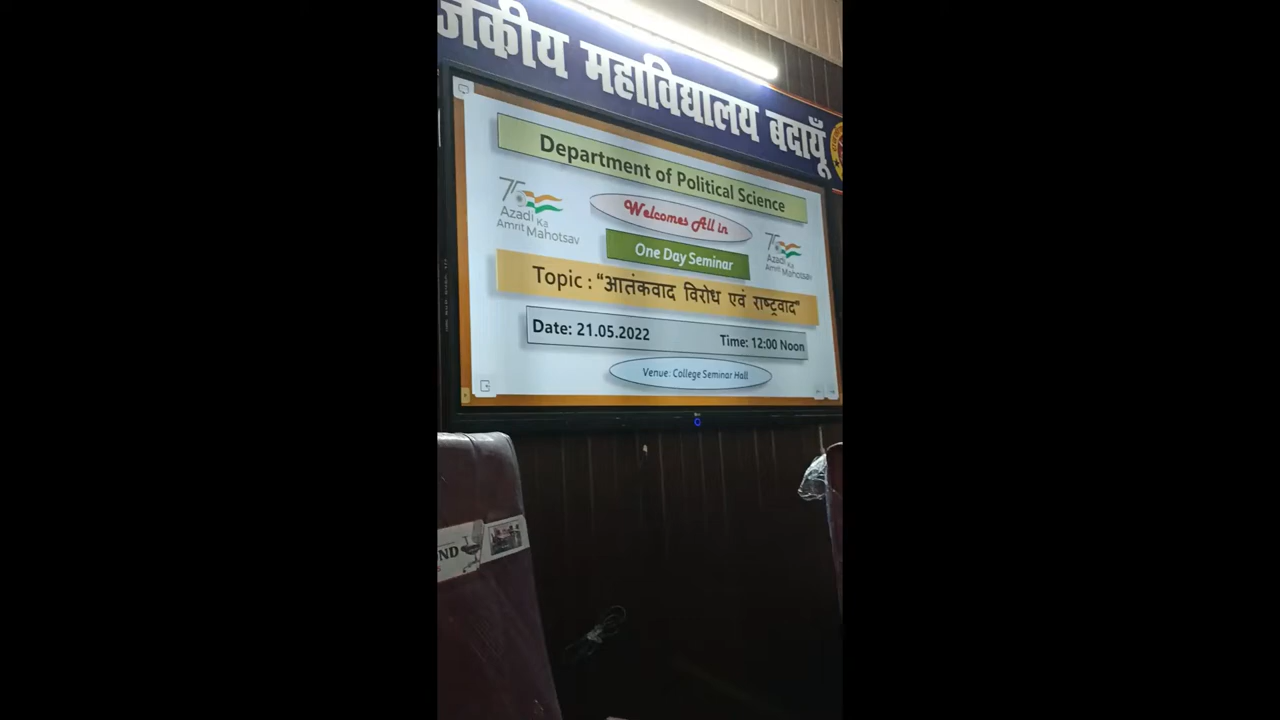 जकीय महाविद्यालय बदायूँ
Department of Political Science
75
Azadi Ka
Amrit Mahotsav
Welcomes All in
One Day Seminar
75
Azadi Ka
Amrit Mahotsav
Topic : “आतंकवाद विरोध एवं राष्ट्रवाद”
Date: 21.05.2022 Time: 12:00 Noon
Venue: College Seminar Hall
ND